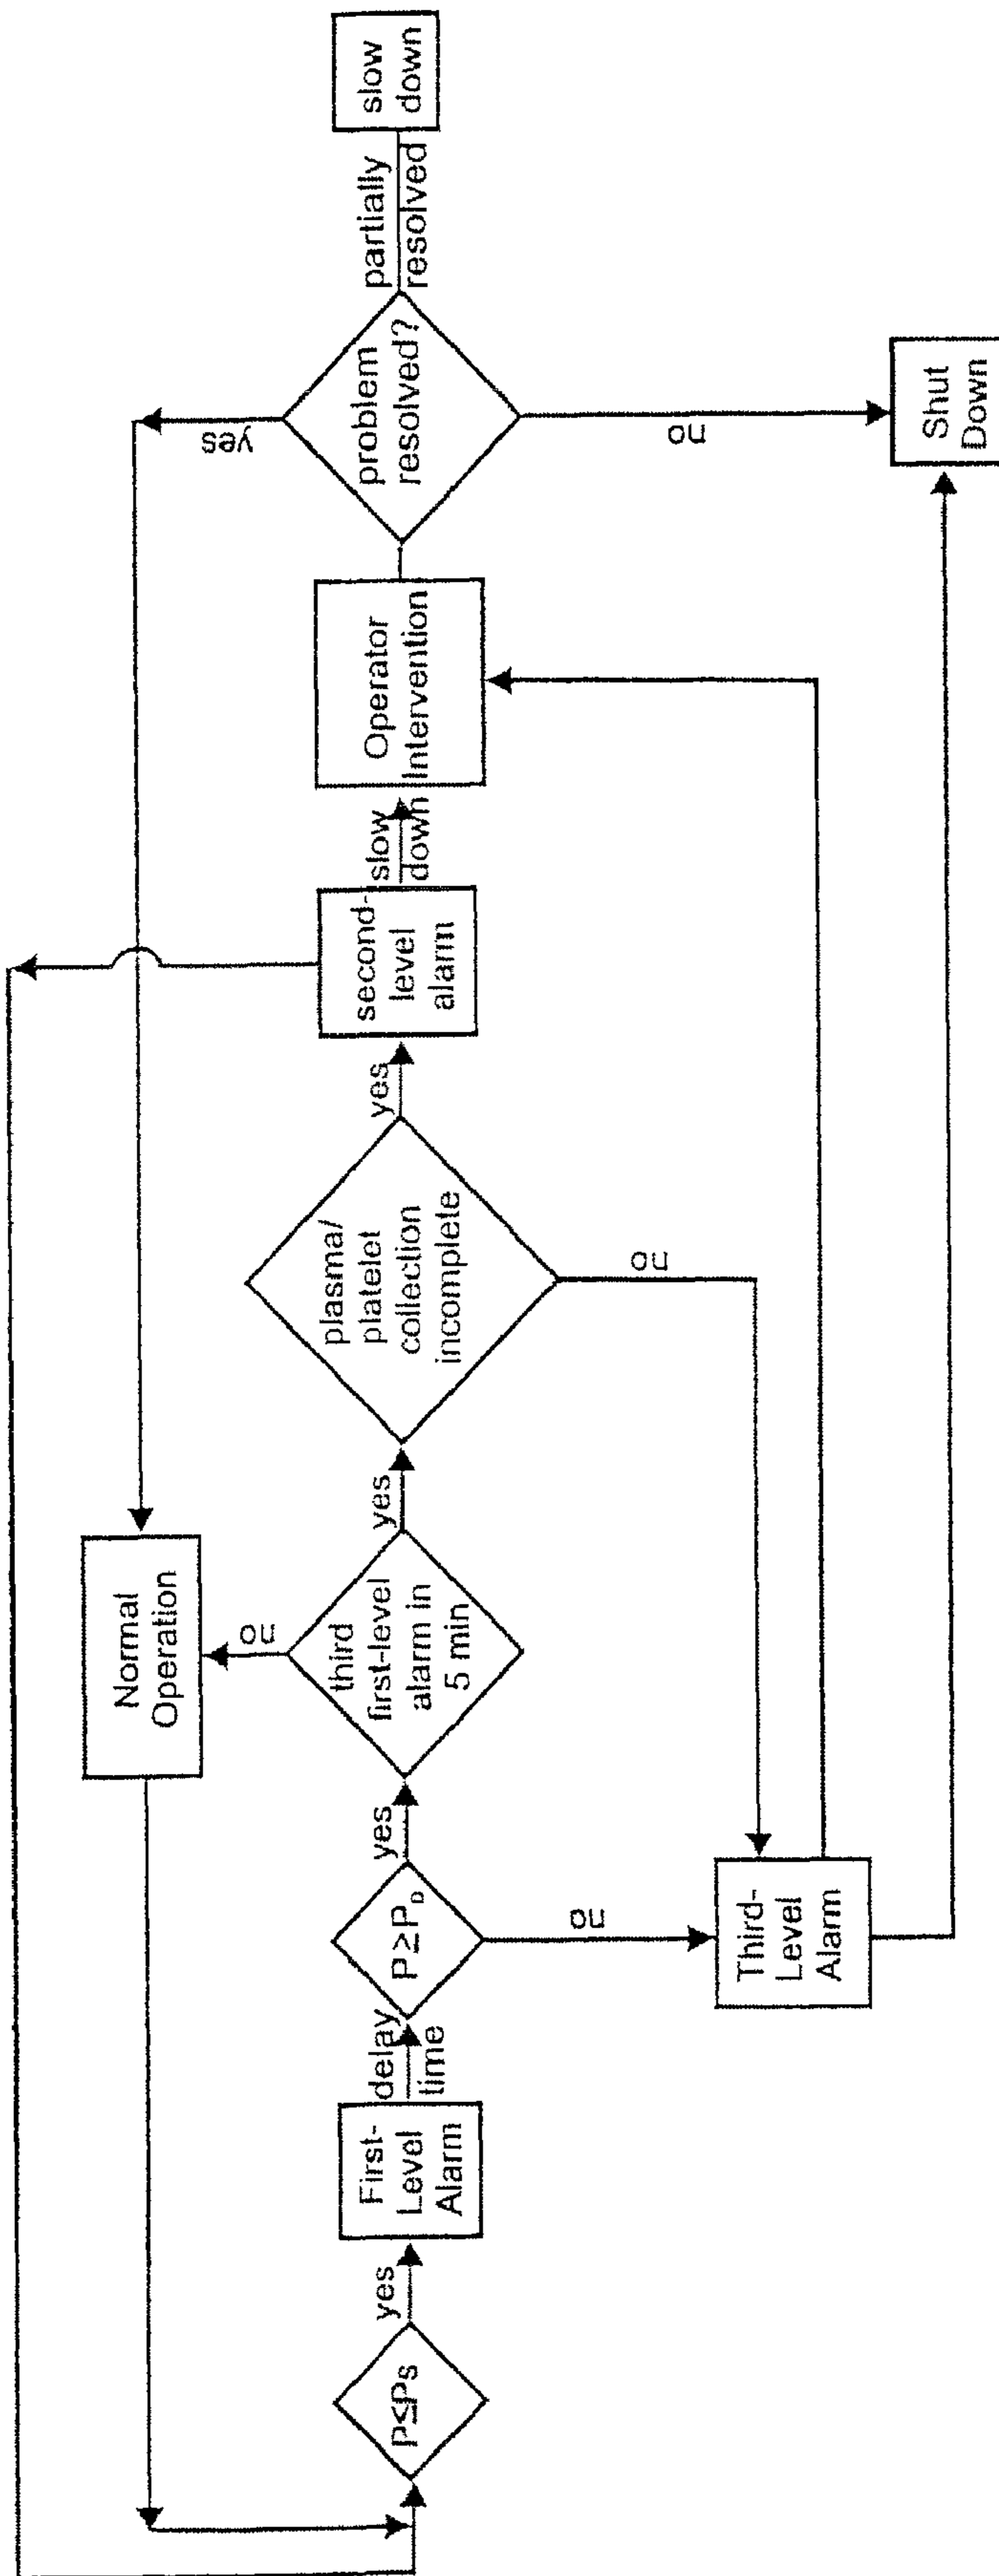 P≤Ps
yes
First-
Level
Alarm
delay
time
P≥P_D
yes
no
third
first-level
alarm in
5 min
no
yes
Normal
Operation
plasma/
platelet
collection
incomplete
yes
no
Third-
Level
Alarm
second-
level
alarm
slow
down
Operator
Intervention
problem
resolved?
yes
no
partially
resolved
slow
down
Shut
Down